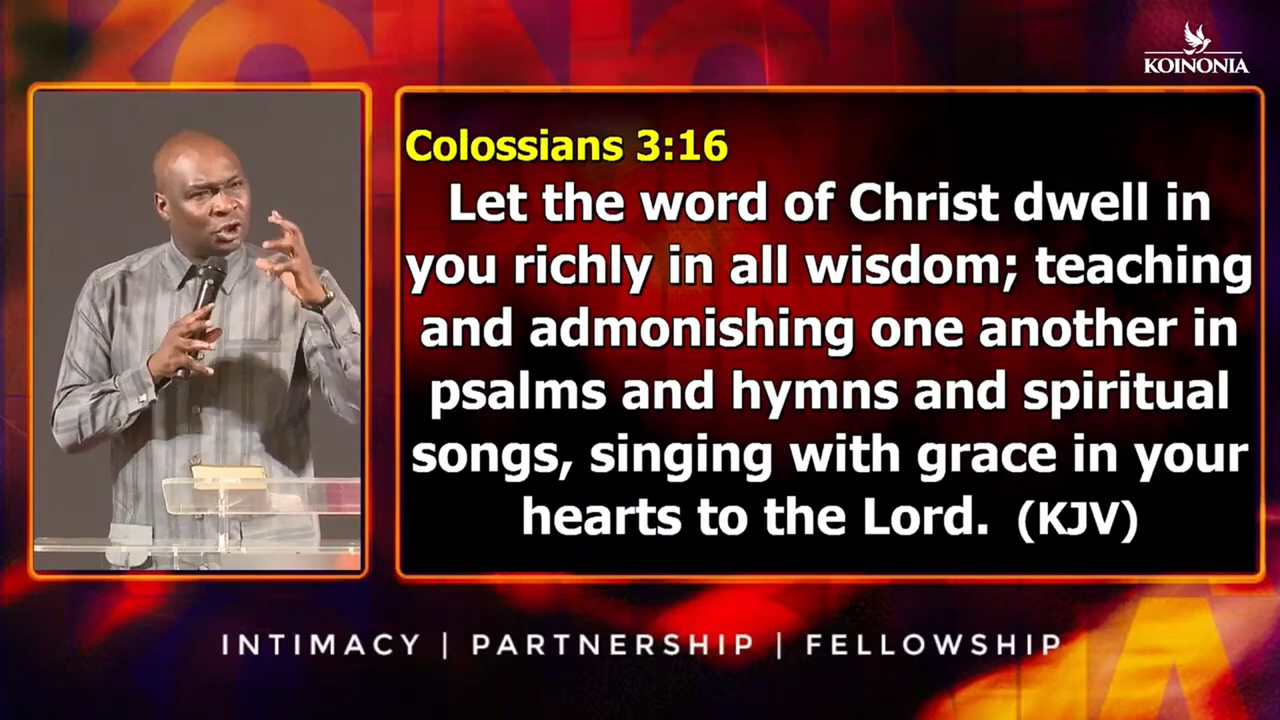 KOINONIA
Colossians 3:16
Let the word of Christ dwell in
you richly in all wisdom; teaching
and admonishing one another in
psalms and hymns and spiritual
songs, singing with grace in your
hearts to the Lord. (KJV)
INTIMACY | PARTNERSHIP | FELLOWSHIP